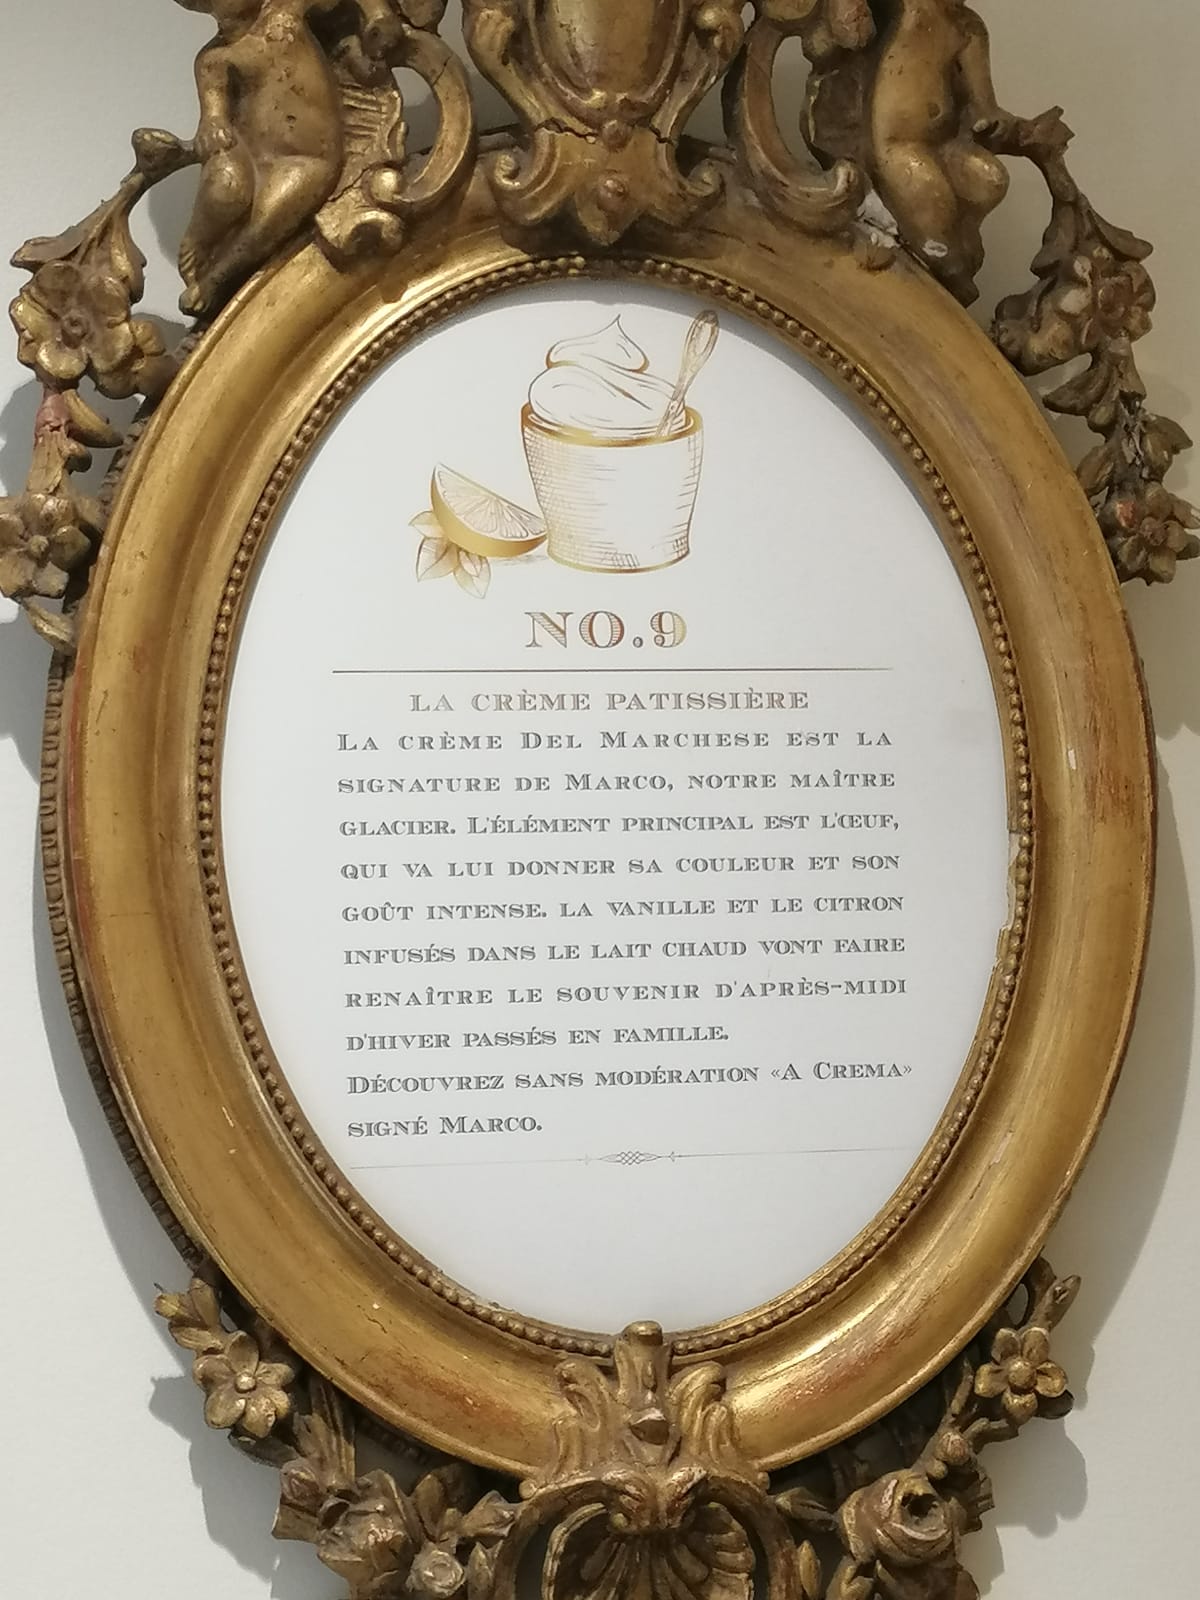 NO.9
LA CRÈME PATISSIÈRE
LA CRÈME DEL MARCHESE EST LA
SIGNATURE DE MARCO, NOTRE MAÎTRE
GLACIER. L'ÉLÉMENT PRINCIPAL EST L'ŒUF,
QUI VA LUI DONNER SA COULEUR ET SON
GOÛT INTENSE. LA VANILLE ET LE CITRON
INFUSÉS DANS LE LAIT CHAUD VONT FAIRE
RENAÎTRE LE SOUVENIR D'APRÈS-MIDI
D'HIVER PASSÉS EN FAMILLE.
DÉCOUVREZ SANS MODÉRATION «A CREMA»
SIGNÉ MARCO.